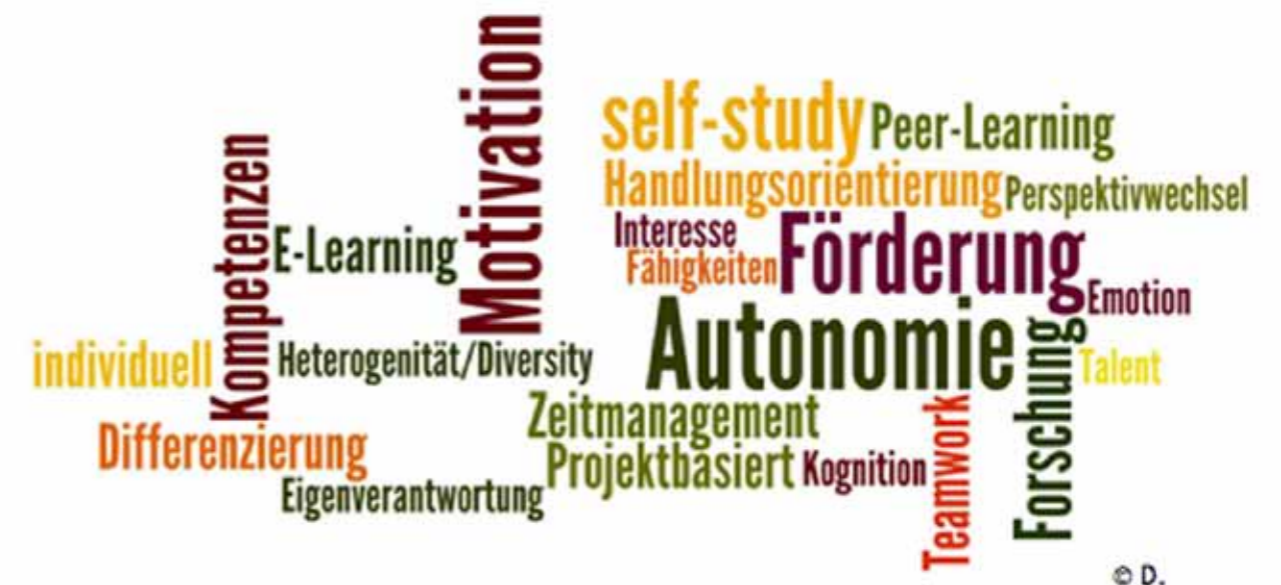 Motivation
self-study
Peer-Learning
Kompetenzen
Handlungsorientierung
Perspektivwechsel
E-Learning
Interesse
Förderung
Fähigkeiten
Emotion
individuell
Heterogenität/Diversity
Autonomie
Forschung
Talent
Differenzierung
Zeitmanagement
Teamwork
Eigenverantwortung
Projektbasiert
Kognition
© D.